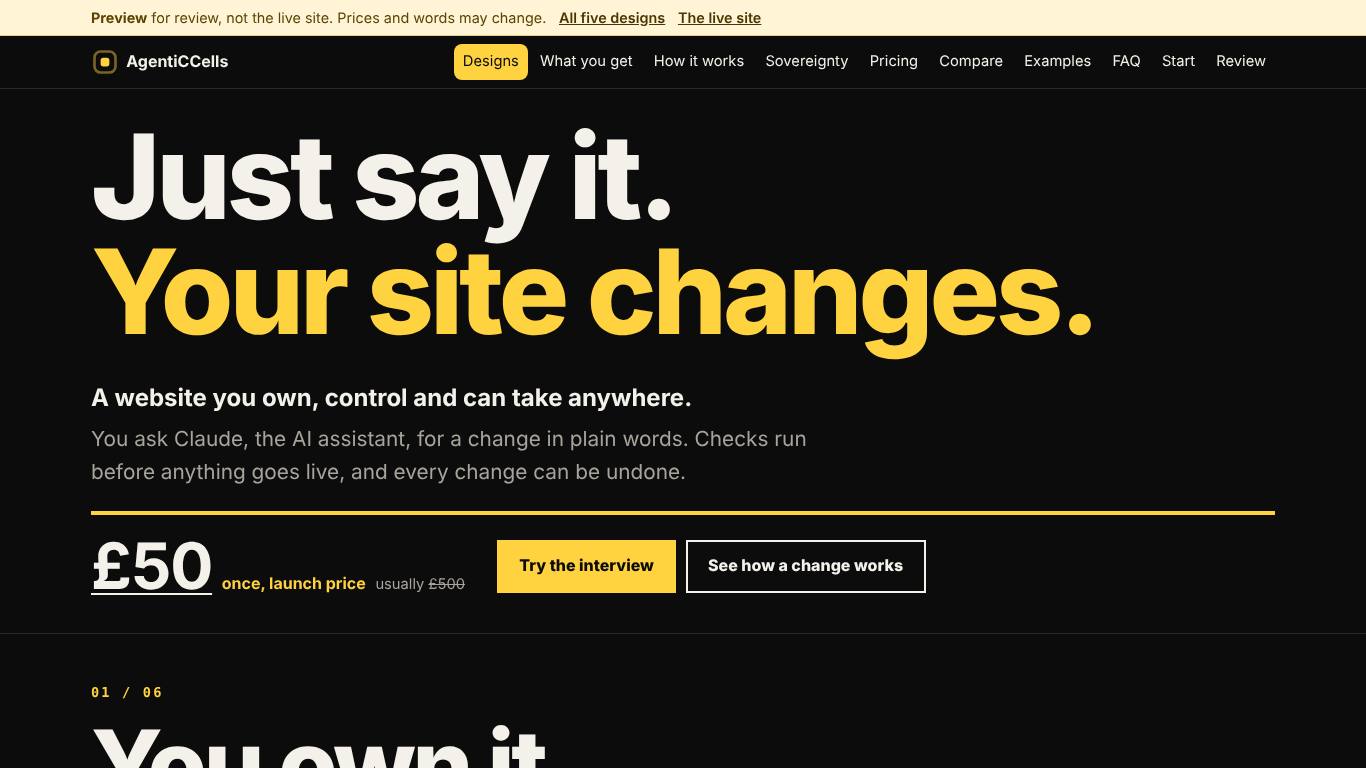 Preview for review, not the live site. Prices and words may change. All five designs The live site
AgentiCCells
Designs What you get How it works Sovereignty Pricing Compare Examples FAQ Start Review
Just say it.
Your site changes.
A website you own, control and can take anywhere.
You ask Claude, the AI assistant, for a change in plain words. Checks run
before anything goes live, and every change can be undone.
£50 once, launch price usually £500
Try the interview
See how a change works
01 / 06
You own it